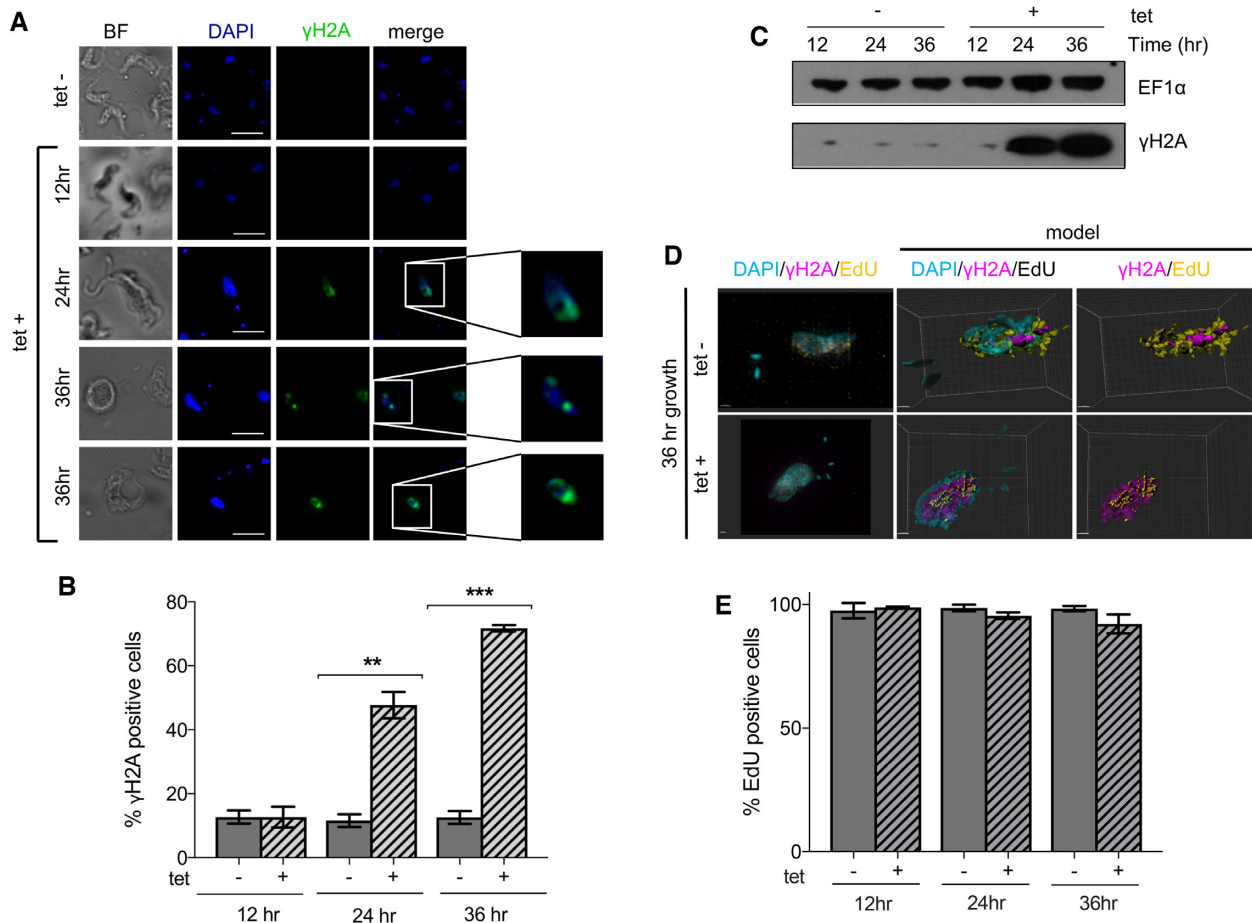 A
BF DAPI γH2A merge
tet -
tet +
12hr
24hr
36hr
36hr
B
% γH2A positive cells
80
60
40
20
0
**
***
tet - + - + - +
12 hr 24 hr 36 hr
C
- + tet
12 24 36 12 24 36 Time (hr)
EF1α
γH2A
D
model
DAPI/γH2A/EdU DAPI/γH2A/EdU γH2A/EdU
36 hr growth
tet -
tet +
E
% EdU positive cells
100
50
0
tet - + - + - +
12hr 24hr 36hr